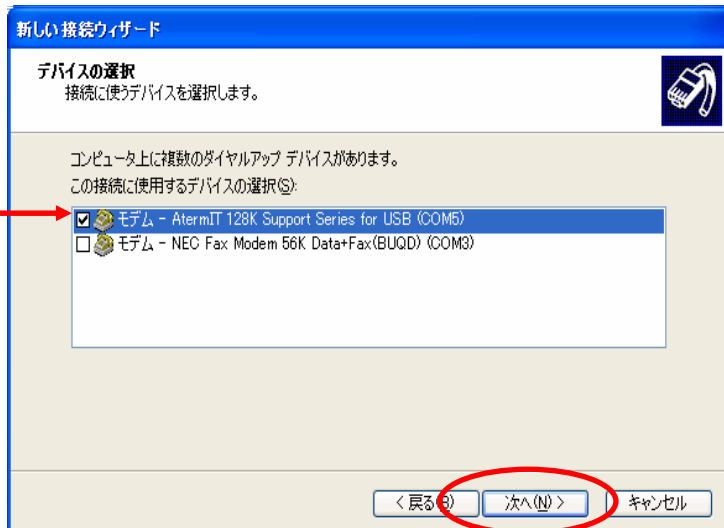 新しい接続ウィザード
デバイスの選択
接続に使うデバイスを選択します。
コンピュータ上に複数のダイヤルアップ デバイスがあります。
この接続に使用するデバイスの選択(S):
モデム - AtermIT 128K Support Series for USB (COM5)
モデム - NEC Fax Modem 56K Data+Fax(BUQD) (COM3)
< 戻る(B) 次へ(N) > キャンセル